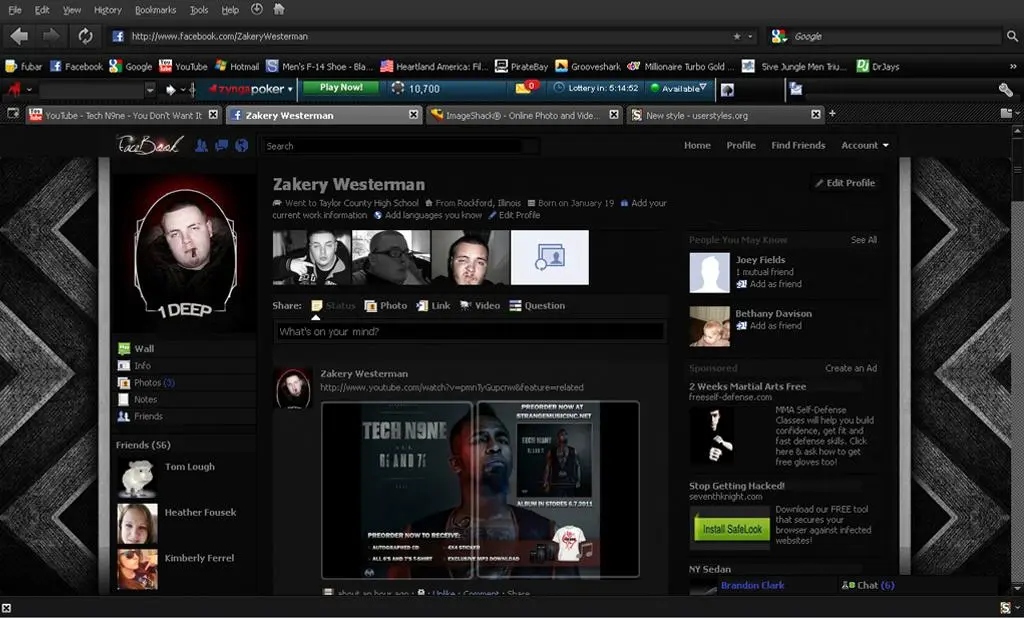 File Edit View History Bookmarks Tools Help
http://www.facebook.com/ZakeryWesterman
Google
fubar Facebook Google YouTube Hotmail Men's F-14 Shoe - Bla... Heartland America: Fil... PirateBay Grooveshark Millionaire Turbo Gold ... 5ive Jungle Men Triu... DrJays
zyngapoker Play Now! 10,000 0 Lottery in: 5:14:52 Available
YouTube - Tech N9ne - You Don't Want It
Zakery Westerman
ImageShack® - Online Photo and Vide...
New style - userstyles.org
FaceBook
Search
Home Profile Find Friends Account
Zakery Westerman
Edit Profile
Went to Taylor County High School From Rockford, Illinois Born on January 19 Add your
current work information Add languages you know Edit Profile
1 DEEP
Share: Status Photo Link Video Question
What's on your mind?
Wall
Info
Photos (3)
Notes
Friends
Friends (56)
Tom Lough
Heather Fousek
Kimberly Ferrel
Zakery Westerman
http://www.youtube.com/watch?v=pmnTyGupcnw&feature=related
TECH N9NE
6'S AND 7'S
PREORDER NOW AT
STRANGEMUSICINC.NET
TECH N9NE
ALBUM IN STORES 6.7.2011
PREORDER NOW TO RECEIVE:
· AUTOGRAPHED CD · 4X4 STICKER
· ALL 6'S AND 7'S T-SHIRT · EXCLUSIVE MP3 DOWNLOAD
about an hour ago · Unlike · Comment · Share
People You May Know See All
Joey Fields
1 mutual friend
Add as friend
Bethany Davison
Add as friend
Sponsored Create an Ad
2 Weeks Martial Arts Free
freeself-defense.com
MMA Self-Defense
Classes will help you build
confidence, get fit and
fast defense skills. Click
here & ask how to get
free gloves too!
Stop Getting Hacked!
seventhknight.com
Install SafeLook
Download our FREE tool
that secures your
browser against infected
websites!
NY Sedan
Brandon Clark
Chat (6)